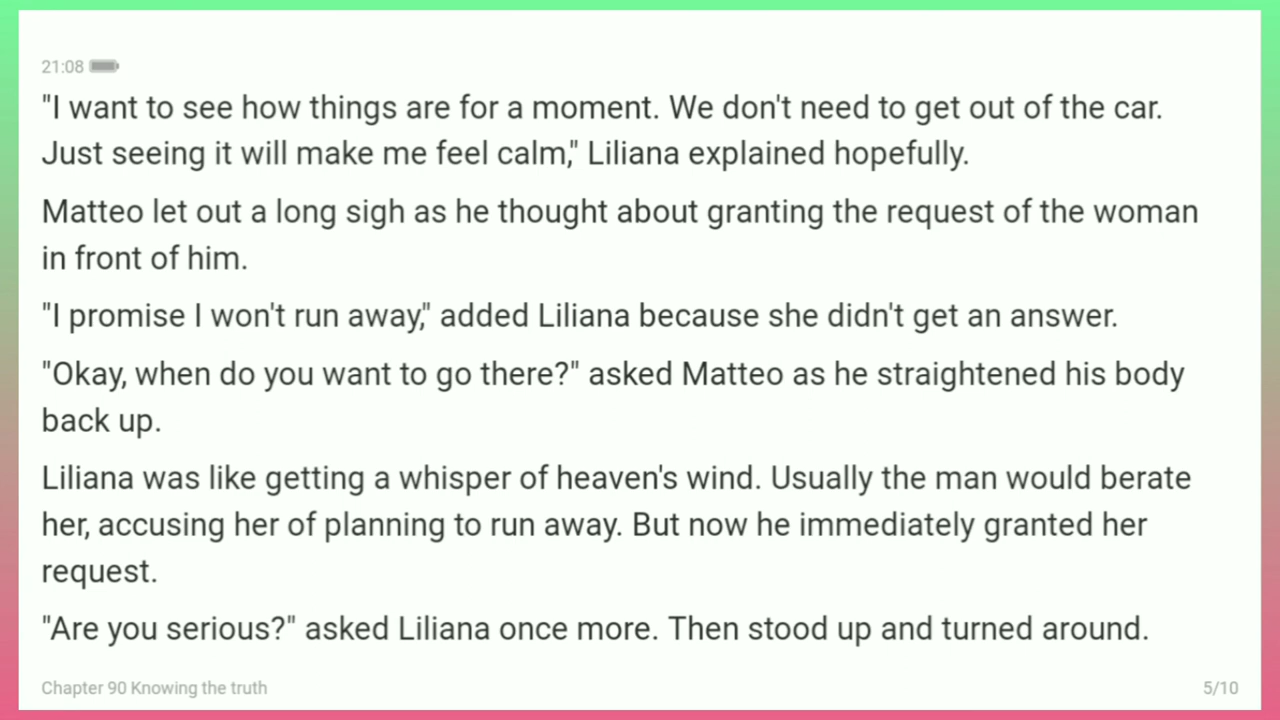 21:08
"I want to see how things are for a moment. We don't need to get out of the car.
Just seeing it will make me feel calm," Liliana explained hopefully.
Matteo let out a long sigh as he thought about granting the request of the woman
in front of him.
"I promise I won't run away," added Liliana because she didn't get an answer.
"Okay, when do you want to go there?" asked Matteo as he straightened his body
back up.
Liliana was like getting a whisper of heaven's wind. Usually the man would berate
her, accusing her of planning to run away. But now he immediately granted her
request.
"Are you serious?" asked Liliana once more. Then stood up and turned around.
Chapter 90 Knowing the truth
5/10